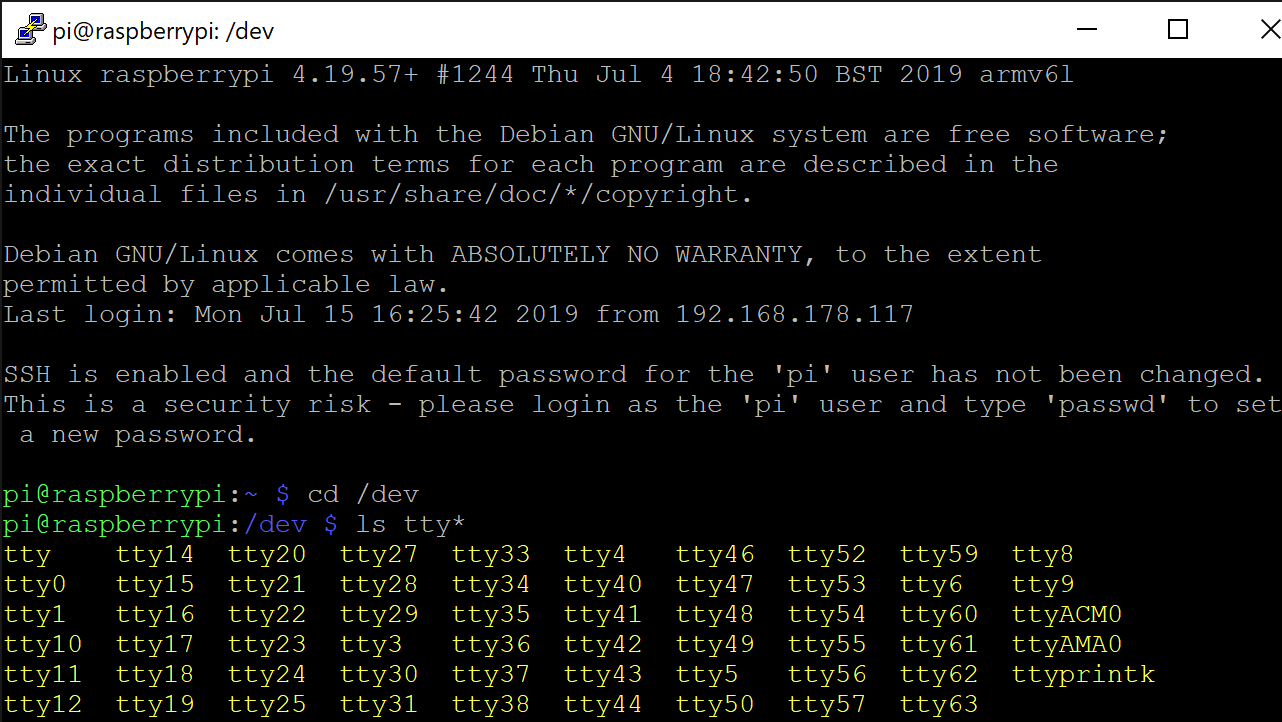 pi@raspberrypi: /dev
Linux raspberrypi 4.19.57+ #1244 Thu Jul 4 18:42:50 BST 2019 armv6l
The programs included with the Debian GNU/Linux system are free software;
the exact distribution terms for each program are described in the
individual files in /usr/share/doc/*/copyright.
Debian GNU/Linux comes with ABSOLUTELY NO WARRANTY, to the extent
permitted by applicable law.
Last login: Mon Jul 15 16:25:42 2019 from 192.168.178.117
SSH is enabled and the default password for the 'pi' user has not been changed.
This is a security risk - please login as the 'pi' user and type 'passwd' to set
 a new password.
pi@raspberrypi:~ $ cd /dev
pi@raspberrypi:/dev $ ls tty*
tty    tty14  tty20  tty27  tty33  tty4   tty46  tty52  tty59  tty8
tty0   tty15  tty21  tty28  tty34  tty40  tty47  tty53  tty6   tty9
tty1   tty16  tty22  tty29  tty35  tty41  tty48  tty54  tty60  ttyACM0
tty10  tty17  tty23  tty3   tty36  tty42  tty49  tty55  tty61  ttyAMA0
tty11  tty18  tty24  tty30  tty37  tty43  tty5   tty56  tty62  ttyprintk
tty12  tty19  tty25  tty31  tty38  tty44  tty50  tty57  tty63